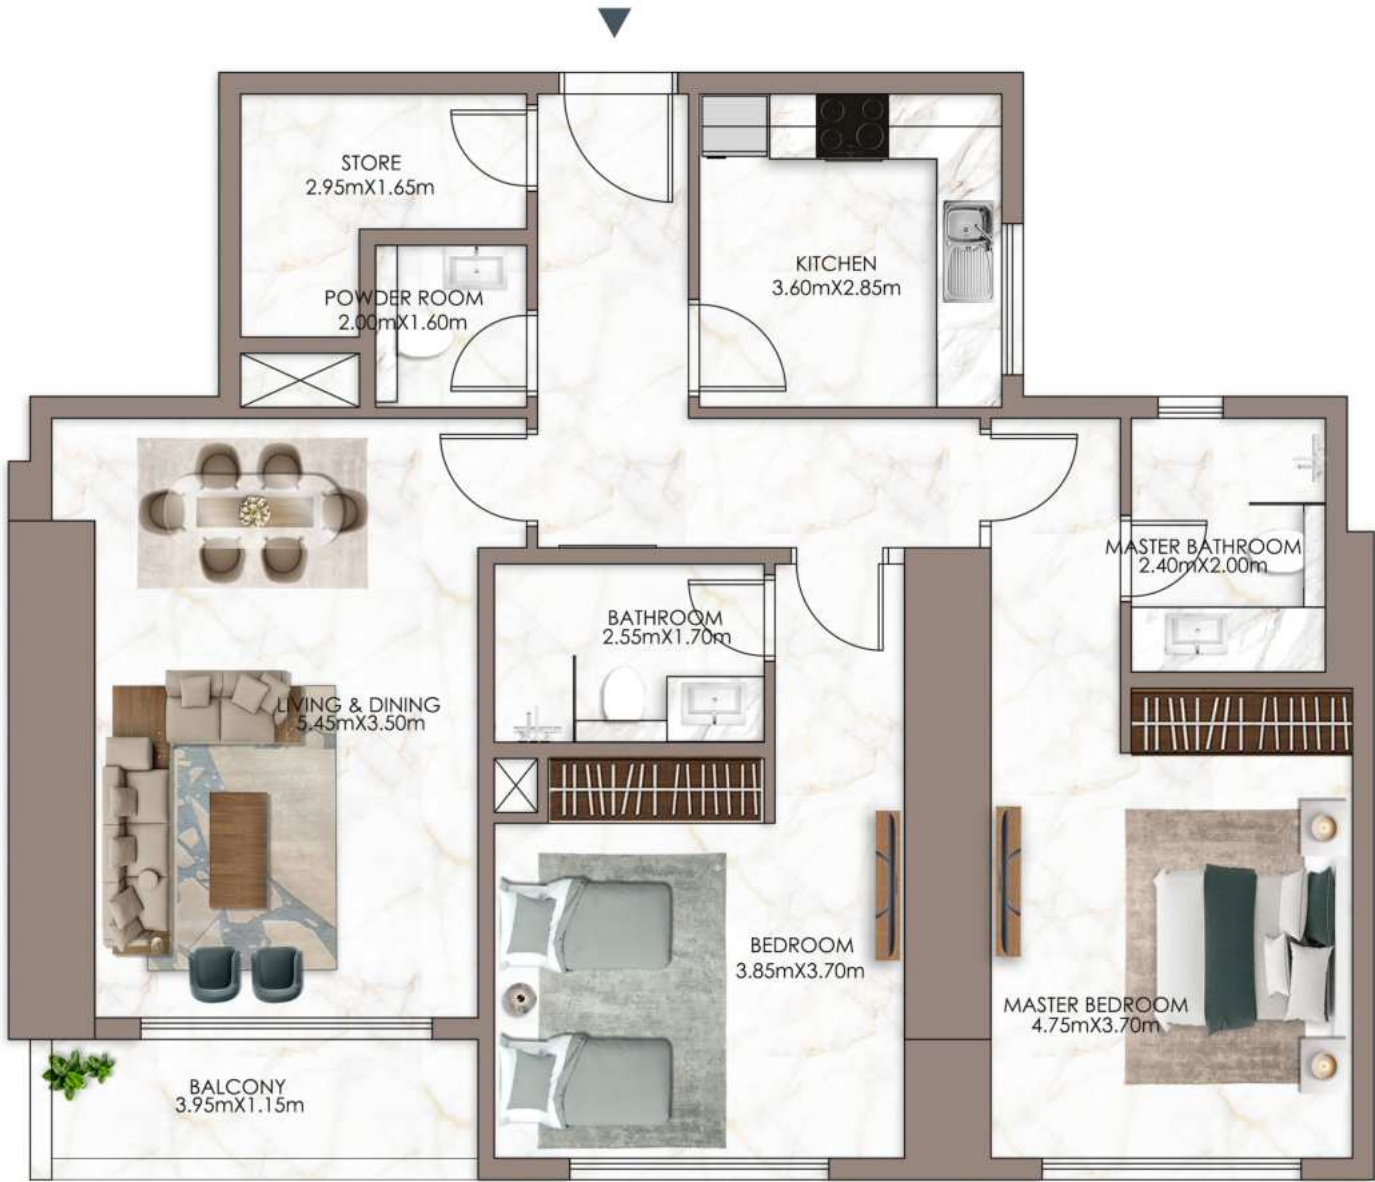 STORE
2.95mX1.65m
KITCHEN
3.60mX2.85m
POWDER ROOM
2.00mX1.60m
MASTER BATHROOM
2.40mX2.00m
BATHROOM
2.55mX1.70m
LIVING & DINING
5.45mX3.50m
BEDROOM
3.85mX3.70m
MASTER BEDROOM
4.75mX3.70m
BALCONY
3.95mX1.15m